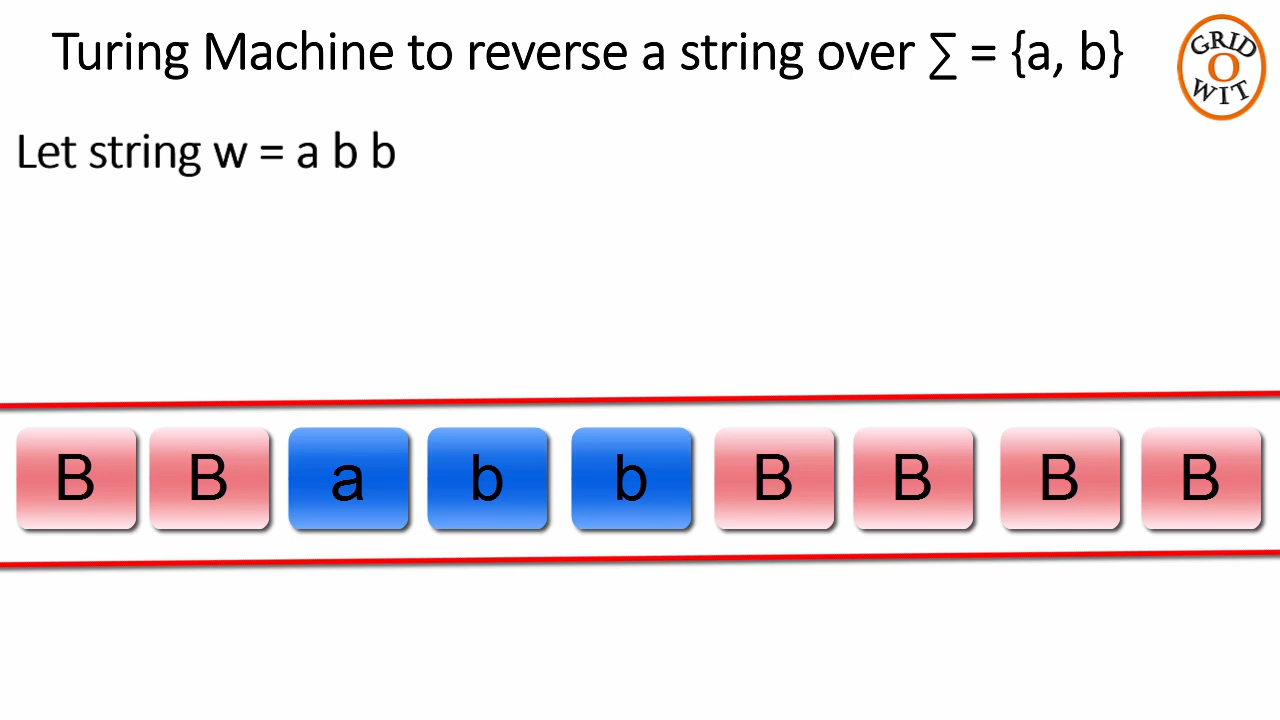 Turing Machine to reverse a string over ∑ = {a, b}
GRID
O
WIT
Let string w = a b b
B B a b b B B B B